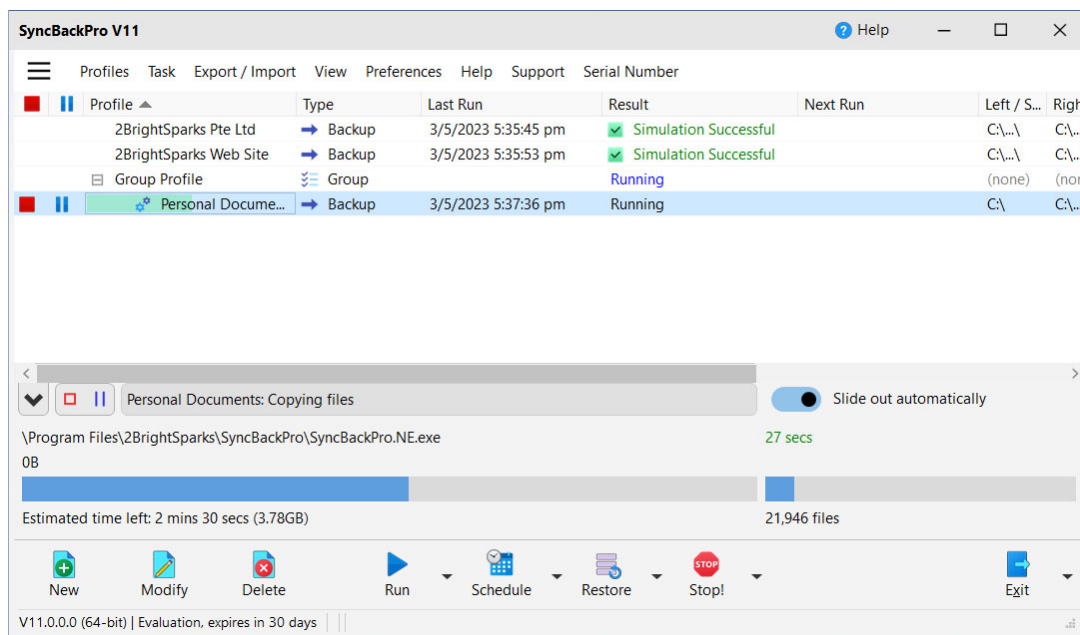 SyncBackPro V11 ? Help
Profiles Task Export / Import View Preferences Help Support Serial Number
Profile Type Last Run Result Next Run Left / S... Righ
2BrightSparks Pte Ltd Backup 3/5/2023 5:35:45 pm Simulation Successful C:\...\ C:\...
2BrightSparks Web Site Backup 3/5/2023 5:35:53 pm Simulation Successful C:\...\ C:\...
Group Profile Group Running (none) (nor
Personal Docume... Backup 3/5/2023 5:37:36 pm Running C:\ C:\...
Personal Documents: Copying files Slide out automatically
\Program Files\2BrightSparks\SyncBackPro\SyncBackPro.NE.exe 27 secs
0B
Estimated time left: 2 mins 30 secs (3.78GB) 21,946 files
STOP
New Modify Delete Run Schedule Restore Stop! Exit
V11.0.0.0 (64-bit) | Evaluation, expires in 30 days